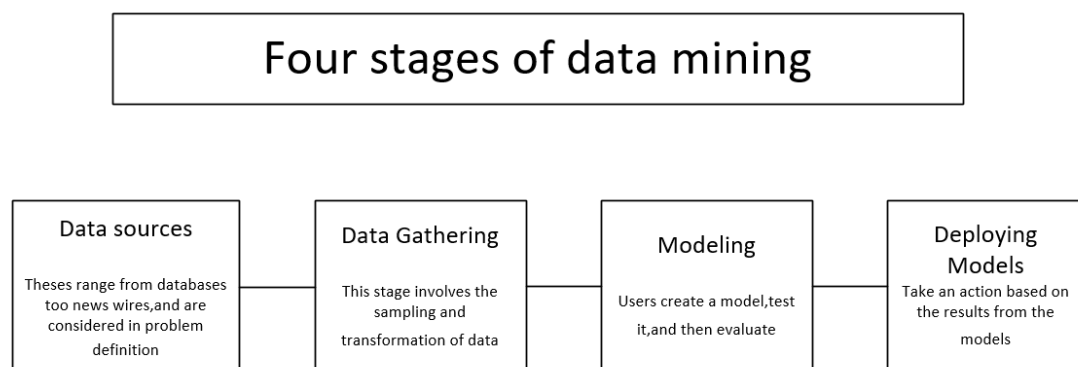 Four stages of data mining
Data sources
Theses range from databases
too news wires,and are
considered in problem
definition
Data Gathering
This stage involves the
sampling and
transformation of data
Modeling
Users create a model,test
it,and then evaluate
Deploying
Models
Take an action based on
the results from the
models